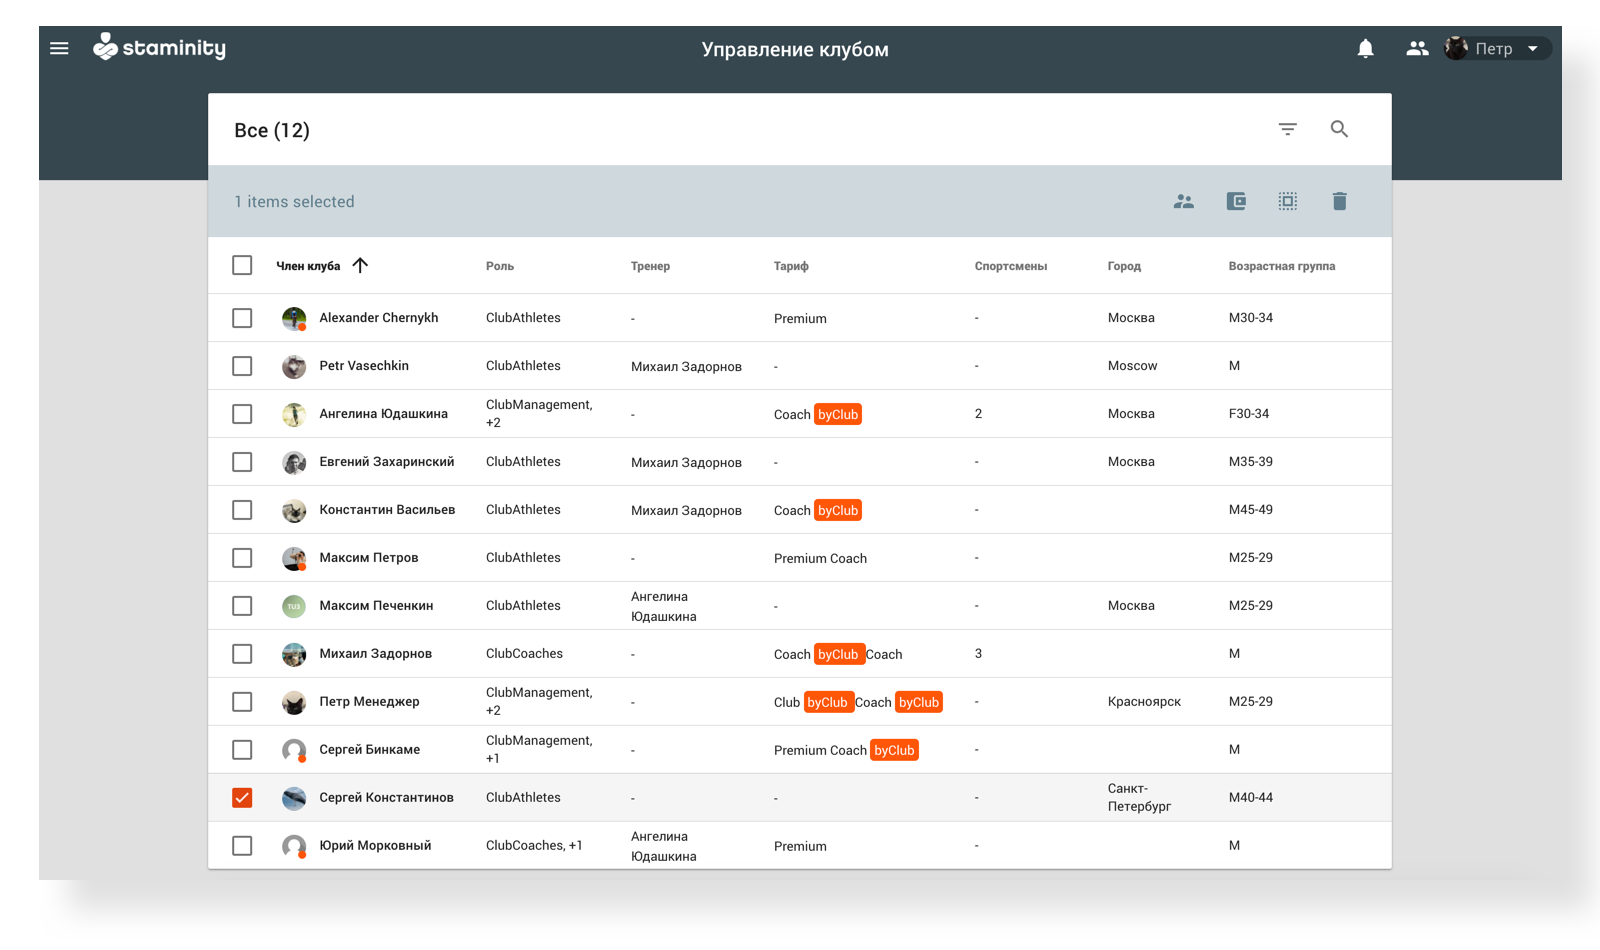 staminity
Управление клубом
Петр
Все (12)
1 items selected
Член клуба Роль Тренер Тариф Спортсмены Город Возрастная группа
Alexander Chernykh ClubAthletes - Premium - Москва M30-34
Petr Vasechkin ClubAthletes Михаил Задорнов - - Moscow M
Ангелина Юдашкина ClubManagement, +2 - Coach byClub 2 Москва F30-34
Евгений Захаринский ClubAthletes Михаил Задорнов - - Москва M35-39
Константин Васильев ClubAthletes Михаил Задорнов Coach byClub - M45-49
Максим Петров ClubAthletes - Premium Coach - M25-29
TU3 Максим Печенкин ClubAthletes Ангелина Юдашкина - - Москва M25-29
Михаил Задорнов ClubCoaches - Coach byClub Coach 3 M
Петр Менеджер ClubManagement, +2 - Club byClub Coach byClub - Красноярск M25-29
Сергей Бинкаме ClubManagement, +1 - Premium Coach byClub - M
Сергей Константинов ClubAthletes - - - Санкт-Петербург M40-44
Юрий Морковный ClubCoaches, +1 Ангелина Юдашкина Premium - M